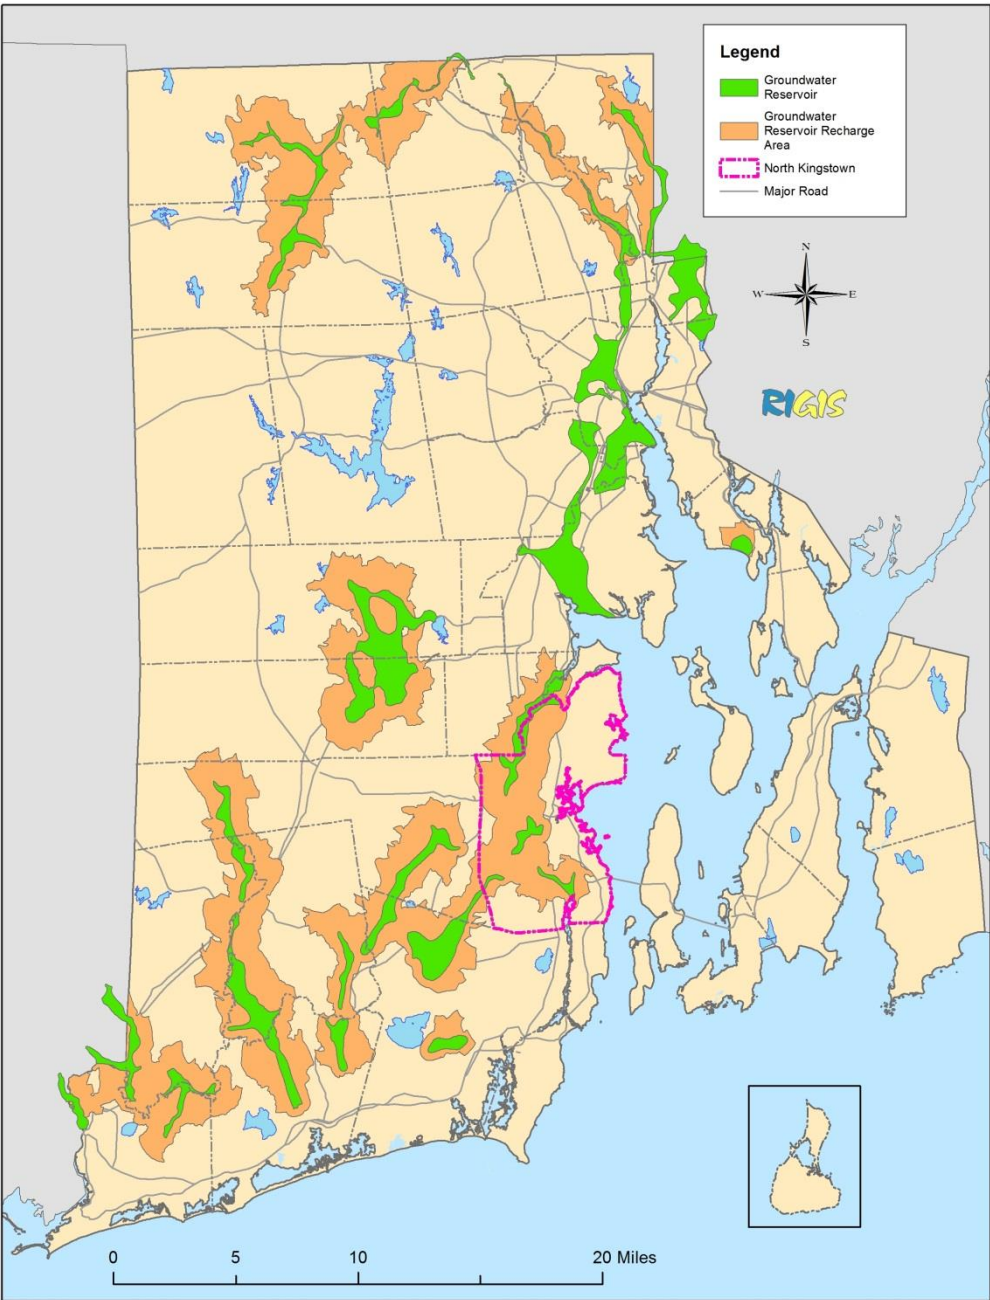 Legend
Groundwater
Reservoir
Groundwater
Reservoir Recharge
Area
North Kingstown
Major Road
N
W E
S
RIGIS
0 5 10 20 Miles